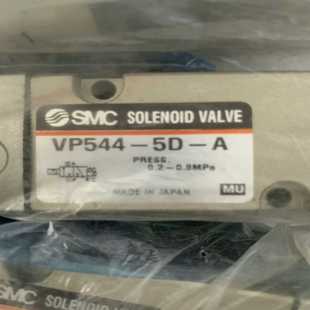 SMC SOLENOID VALVE
VP544-5D-A
PRESS.
0.2~0.9MPa
MADE IN JAPAN
MU
SMC SOLENOID